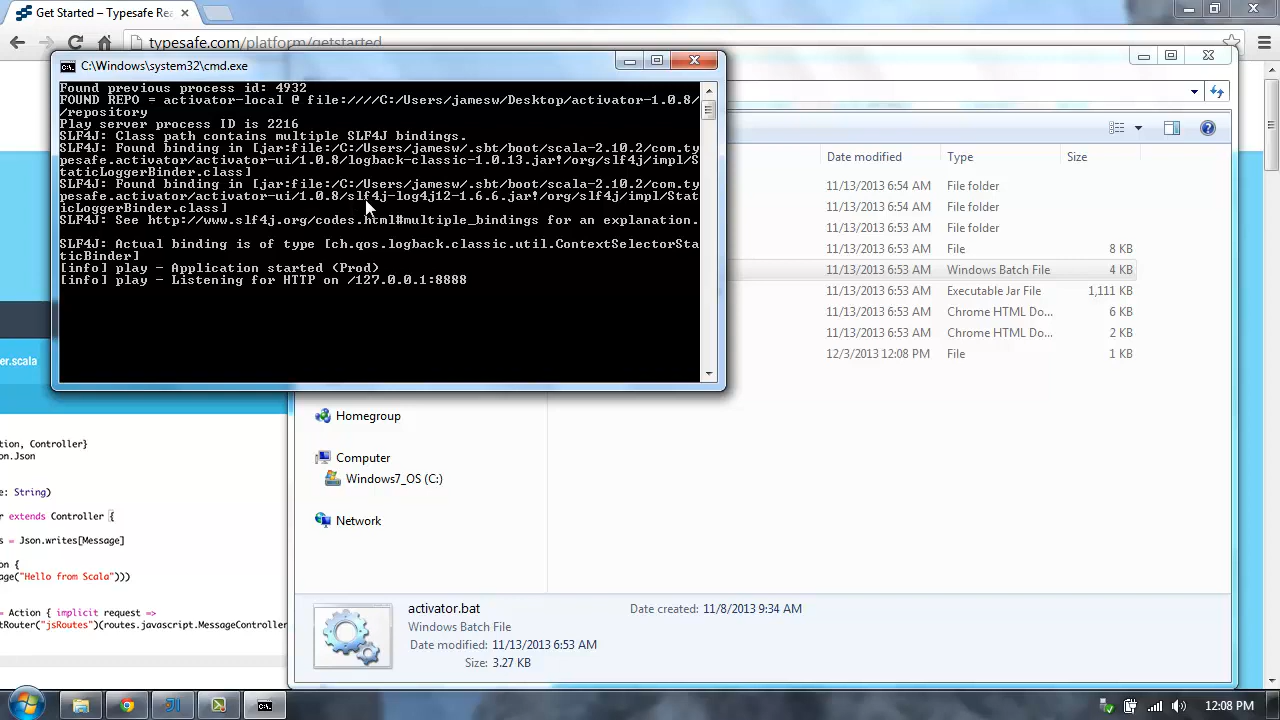 Get Started – Typesafe Rea
typesafe.com/platform/getstarted
C:\Windows\system32\cmd.exe
Found previous process id: 4932
FOUND REPO = activator-local @ file:////C:/Users/jamesw/Desktop/activator-1.0.8/
/repository
Play server process ID is 2216
SLF4J: Class path contains multiple SLF4J bindings.
SLF4J: Found binding in [jar:file:/C:/Users/jamesw/.sbt/boot/scala-2.10.2/com.ty
pesafe.activator/activator-ui/1.0.8/logback-classic-1.0.13.jar!/org/slf4j/impl/S
taticLoggerBinder.class]
SLF4J: Found binding in [jar:file:/C:/Users/jamesw/.sbt/boot/scala-2.10.2/com.ty
pesafe.activator/activator-ui/1.0.8/slf4j-log4j12-1.6.6.jar!/org/slf4j/impl/Stat
icLoggerBinder.class]
SLF4J: See http://www.slf4j.org/codes.html#multiple_bindings for an explanation.
SLF4J: Actual binding is of type [ch.qos.logback.classic.util.ContextSelectorSta
ticBinder]
[info] play - Application started (Prod)
[info] play - Listening for HTTP on /127.0.0.1:8888
Date modified Type Size
11/13/2013 6:54 AM File folder
11/13/2013 6:53 AM File folder
11/13/2013 6:53 AM File folder
11/13/2013 6:53 AM File 8 KB
11/13/2013 6:53 AM Windows Batch File 4 KB
11/13/2013 6:53 AM Executable Jar File 1,111 KB
11/13/2013 6:53 AM Chrome HTML Do... 6 KB
11/13/2013 6:53 AM Chrome HTML Do... 2 KB
12/3/2013 12:08 PM File 1 KB
er.scala
Homegroup
Computer
Windows7_OS (C:)
Network
tion, Controller}
on.Json
e: String)
r extends Controller {
s = Json.writes[Message]
on {
age("Hello from Scala")))
= Action { implicit request =>
tRouter("jsRoutes")(routes.javascript.MessageController
activator.bat Date created: 11/8/2013 9:34 AM
Windows Batch File
Date modified: 11/13/2013 6:53 AM
Size: 3.27 KB
12:08 PM